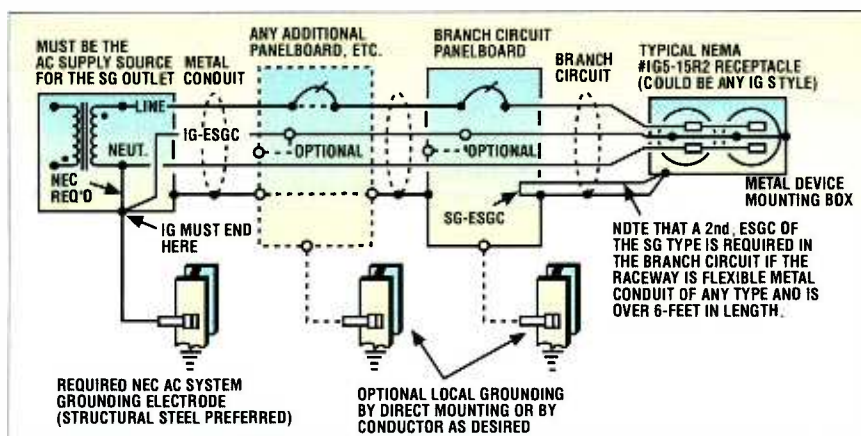 MUST BE THE
AC SUPPLY SOURCE
FOR THE SG OUTLET
METAL
CONDUIT
ANY ADDITIONAL
PANELBOARD, ETC.
BRANCH CIRCUIT
PANELBOARD
BRANCH
CIRCUIT
TYPICAL NEMA
#IG5-15R2 RECEPTACLE
(COULD BE ANY IG STYLE)
LINE
IG-ESGC
NEUT.
OPTIONAL
OPTIONAL
NEC
REQ'D
IG MUST END
HERE
SG-ESGC
METAL DEVICE
MOUNTING BOX
NOTE THAT A 2nd, ESGC OF
THE SG TYPE IS REQUIRED IN
THE BRANCH CIRCUIT IF THE
RACEWAY IS FLEXIBLE METAL
CONDUIT OF ANY TYPE AND IS
OVER 6-FEET IN LENGTH.
REQUIRED NEC AC SYSTEM
GROUNDING ELECTRODE
(STRUCTURAL STEEL PREFERRED)
OPTIONAL LOCAL GROUNDING
BY DIRECT MOUNTING OR BY
CONDUCTOR AS DESIRED